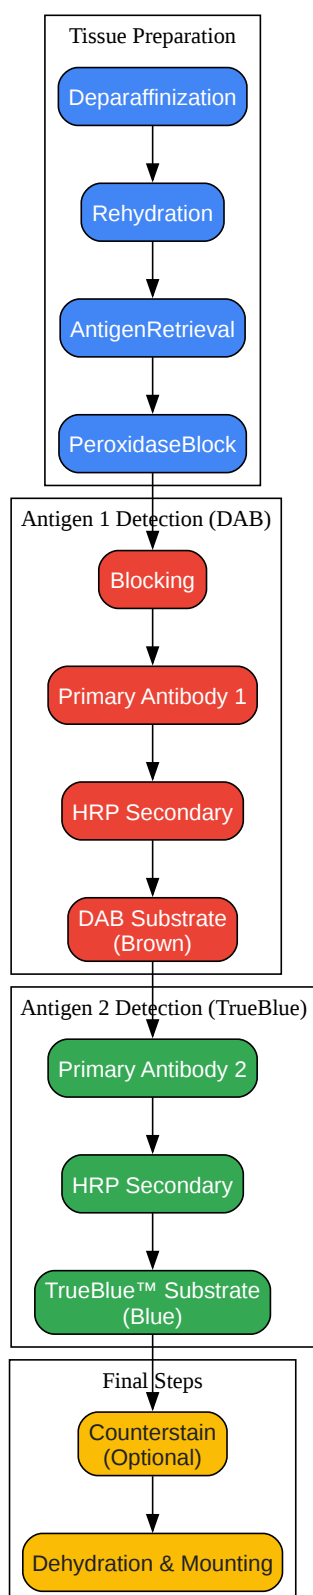 Tissue Preparation
Deparaffinization
Rehydration
AntigenRetrieval
PeroxidaseBlock
Antigen 1 Detection (DAB)
Blocking
Primary Antibody 1
HRP Secondary
DAB Substrate
(Brown)
Antigen 2 Detection (TrueBlue)
Primary Antibody 2
HRP Secondary
TrueBlue™ Substrate
(Blue)
Final Steps
Counterstain
(Optional)
Dehydration & Mounting